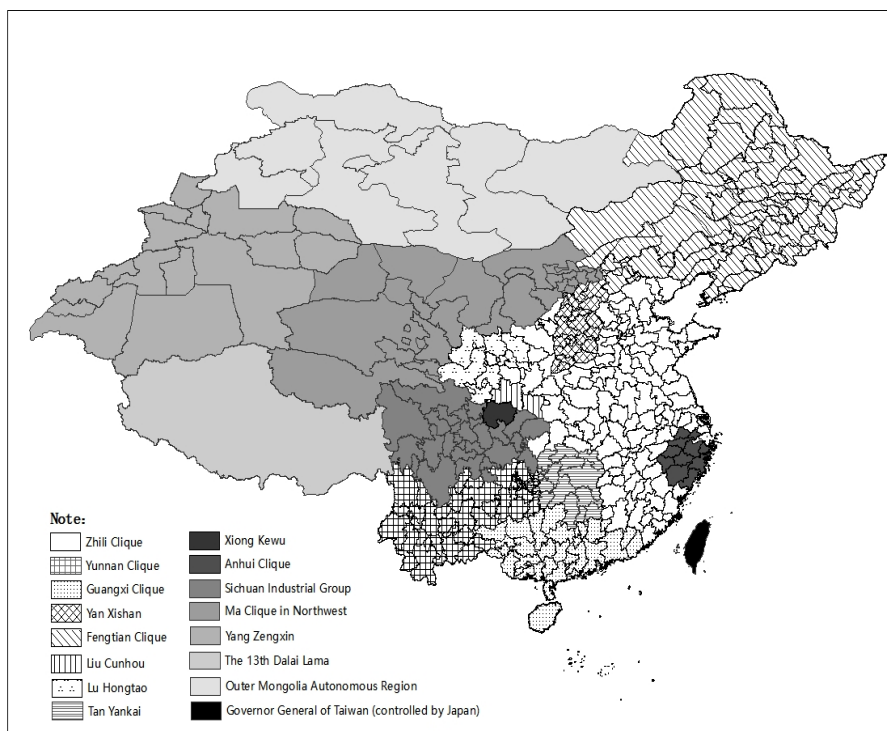 Note:
Zhili Clique
Yunnan Clique
Guangxi Clique
Yan Xishan
Fengtian Clique
Liu Cunhou
Lu Hongtao
Tan Yankai
Xiong Kewu
Anhui Clique
Sichuan Industrial Group
Ma Clique in Northwest
Yang Zengxin
The 13th Dalai Lama
Outer Mongolia Autonomous Region
Governor General of Taiwan (controlled by Japan)